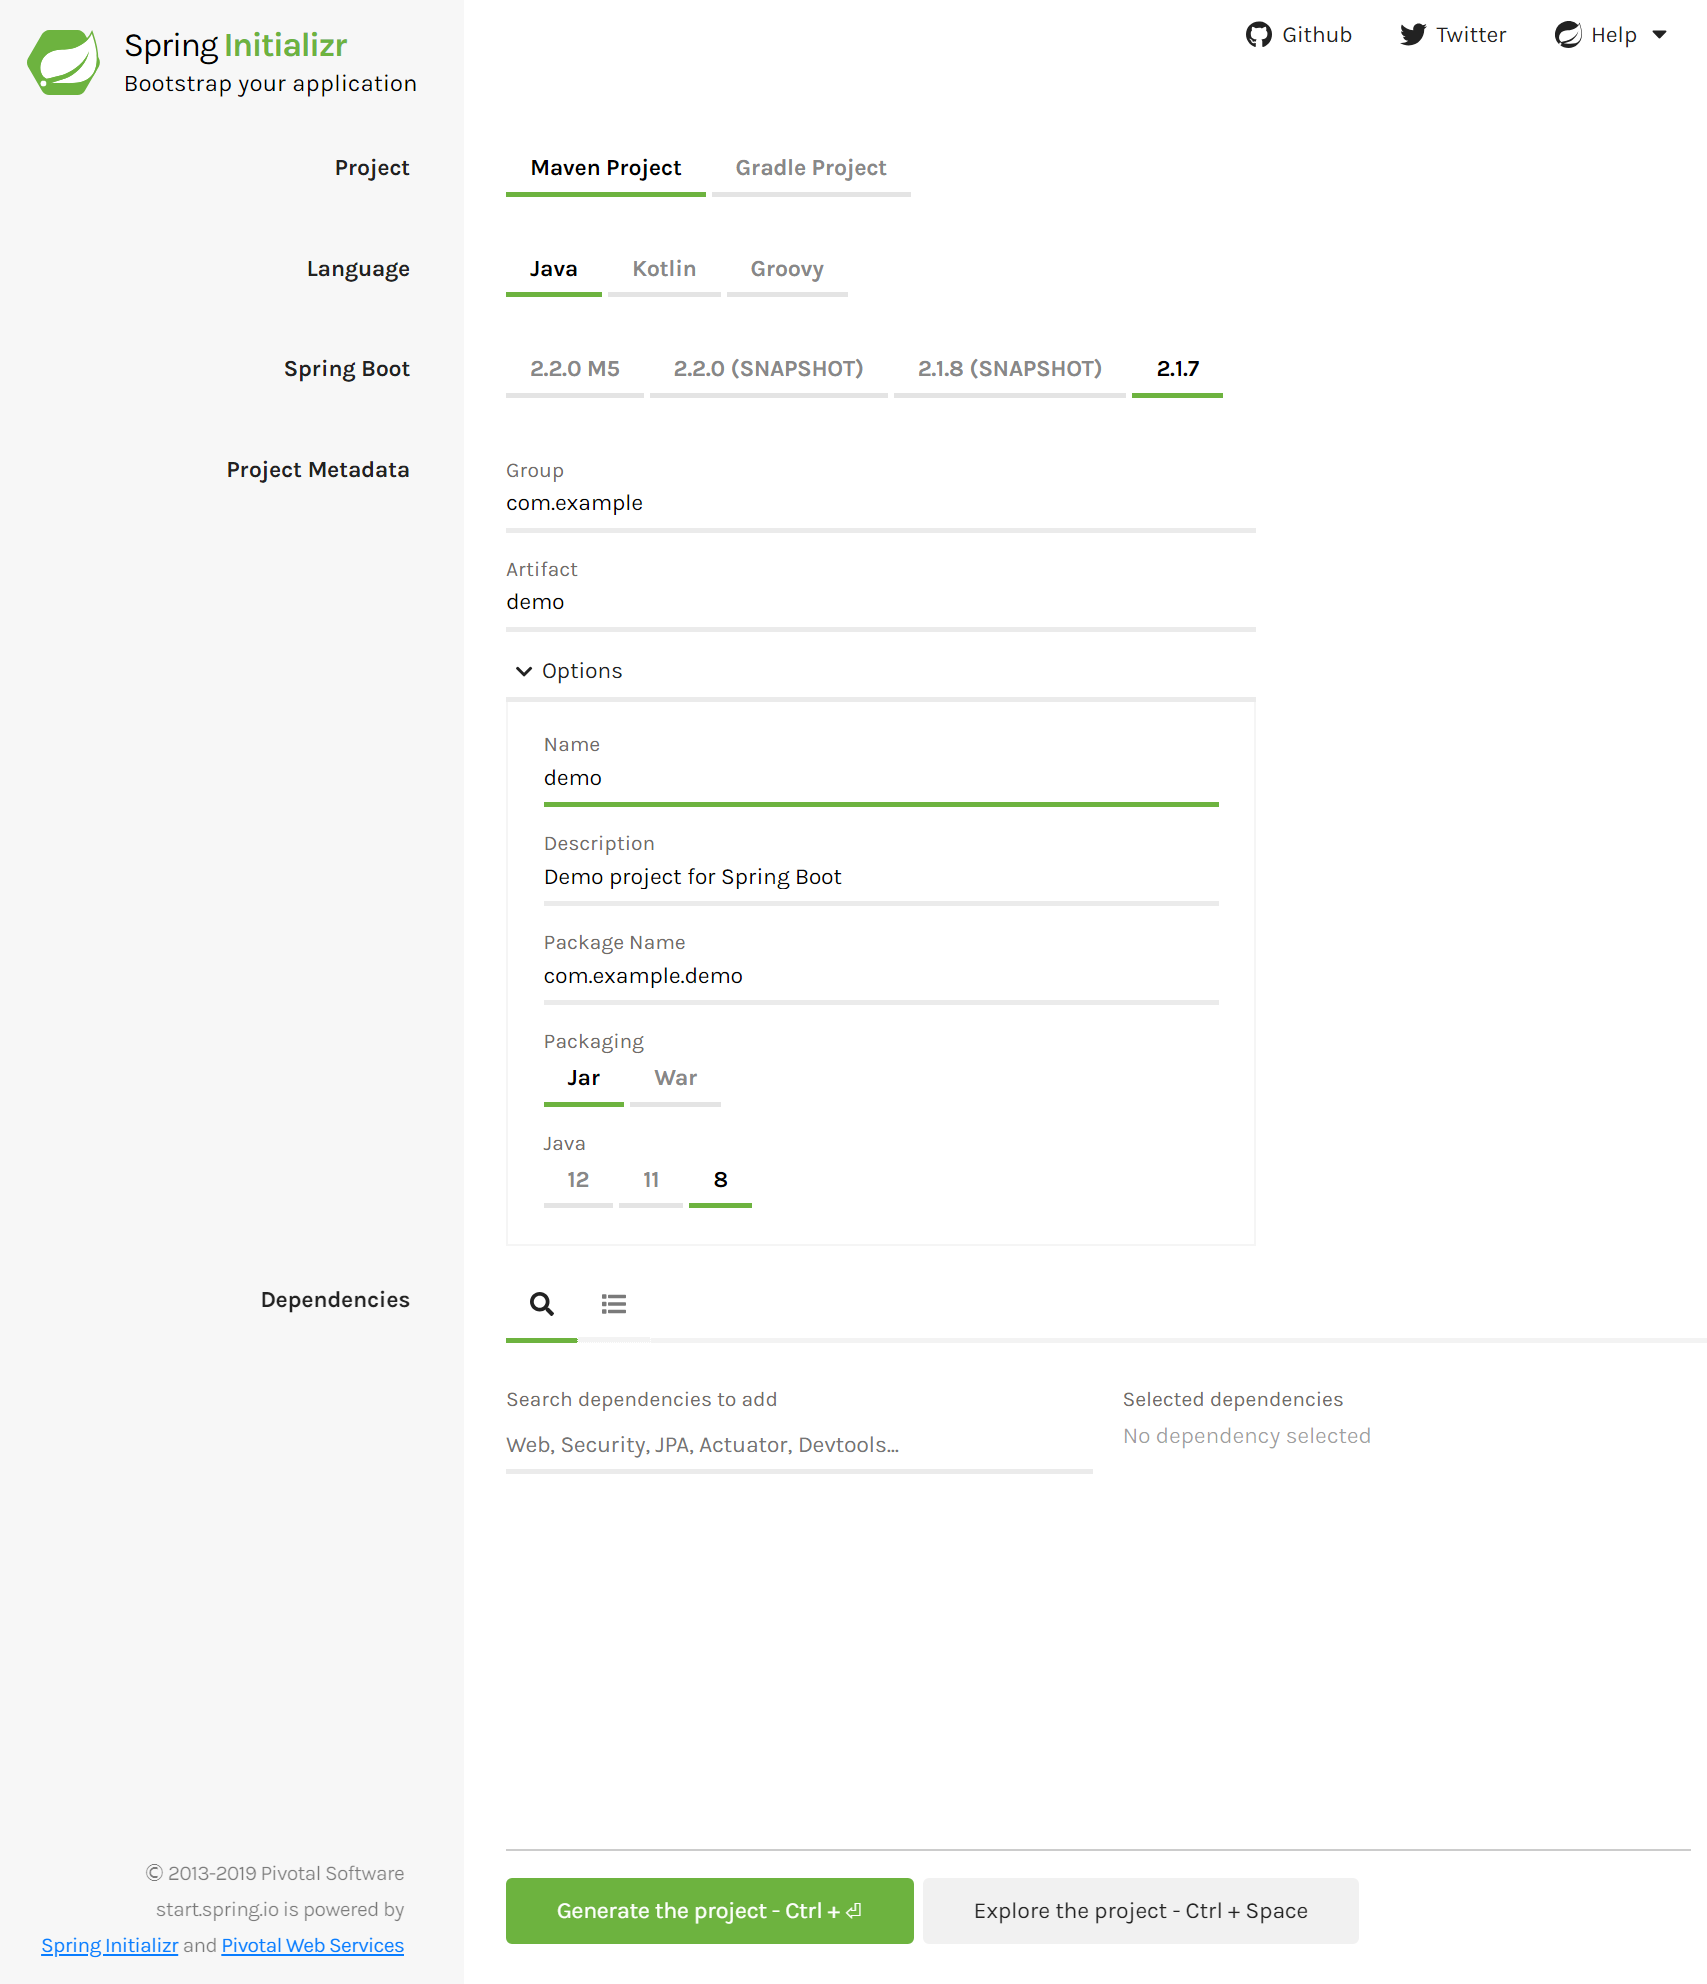 Spring Initializr
Bootstrap your application
Github Twitter Help
Project
Maven Project Gradle Project
Language
Java Kotlin Groovy
Spring Boot
2.2.0 M5 2.2.0 (SNAPSHOT) 2.1.8 (SNAPSHOT) 2.1.7
Project Metadata
Group
com.example
Artifact
demo
Options
Name
demo
Description
Demo project for Spring Boot
Package Name
com.example.demo
Packaging
Jar War
Java
12 11 8
Dependencies
Search dependencies to add
Web, Security, JPA, Actuator, Devtools...
Selected dependencies
No dependency selected
© 2013-2019 Pivotal Software
start.spring.io is powered by
Spring Initializr and Pivotal Web Services
Generate the project - Ctrl + ⏎
Explore the project - Ctrl + Space